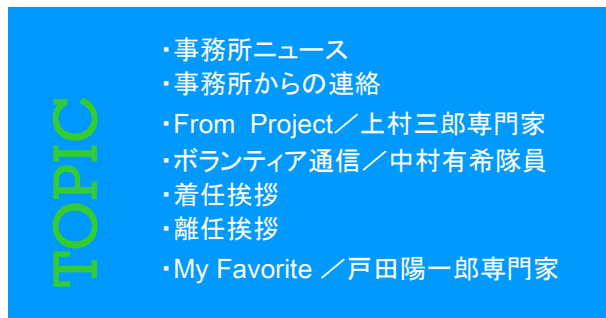 TOPIC
・事務所ニュース
・事務所からの連絡
・From Project／上村三郎専門家
・ボランティア通信／中村有希隊員
・着任挨拶
・離任挨拶
・My Favorite ／戸田陽一郎専門家